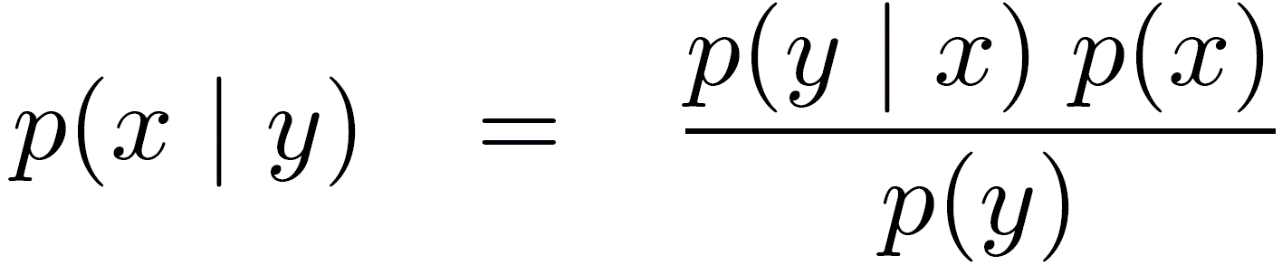 p(x | y) = p(y | x) p(x) / p(y)